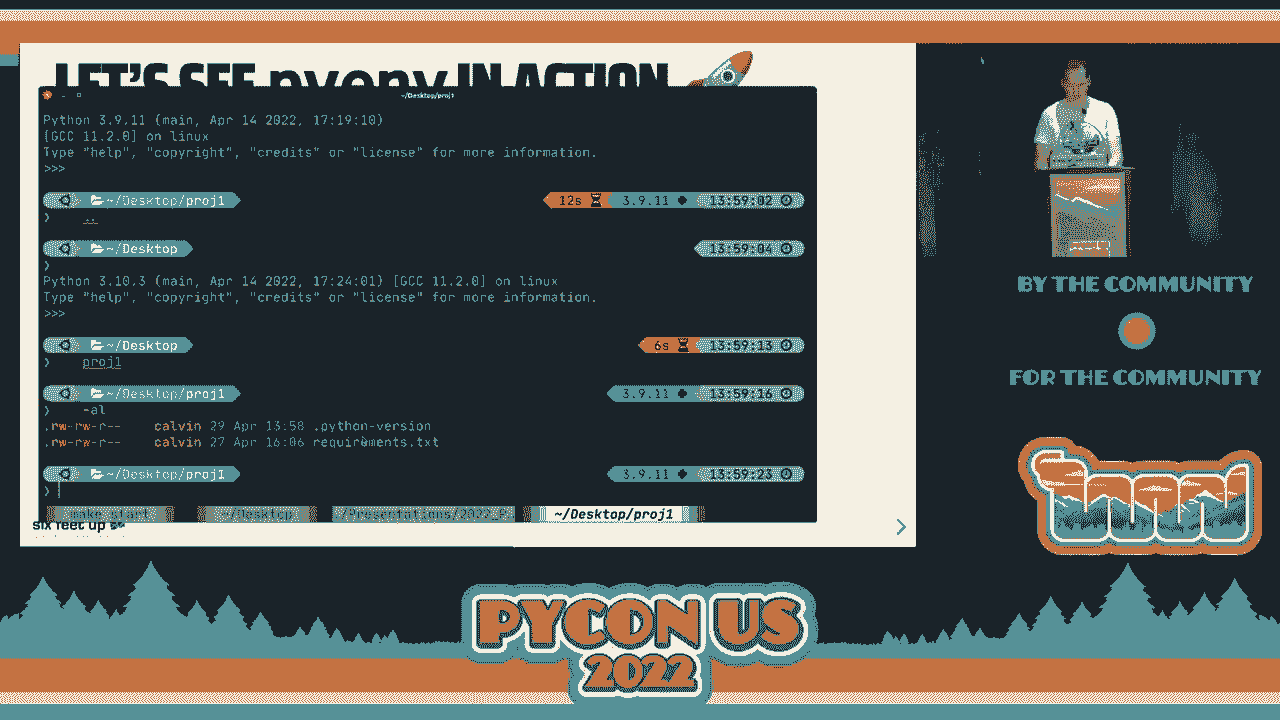 LET'S SEE pyenv IN ACTION
~/Desktop/proj1
Python 3.9.11 (main, Apr 14 2022, 17:19:10)
[GCC 11.2.0] on linux
Type "help", "copyright", "credits" or "license" for more information.
>>>
~/Desktop/proj1 12s 3.9.11 13:59:02
❯ ..
~/Desktop 13:59:04
❯
Python 3.10.3 (main, Apr 14 2022, 17:24:01) [GCC 11.2.0] on linux
Type "help", "copyright", "credits" or "license" for more information.
>>>
~/Desktop 6s 13:59:13
❯ proj1
~/Desktop/proj1 3.9.11 13:59:16
❯ -al
.rw-rw-r-- calvin 29 Apr 13:58 .python-version
.rw-rw-r-- calvin 27 Apr 16:06 requirements.txt
~/Desktop/proj1 3.9.11 13:59:23
❯
make start ~/Desktop ~/Presentations/2022_P ~/Desktop/proj1
six feet up
BY THE COMMUNITY
FOR THE COMMUNITY
PYCON US
2022